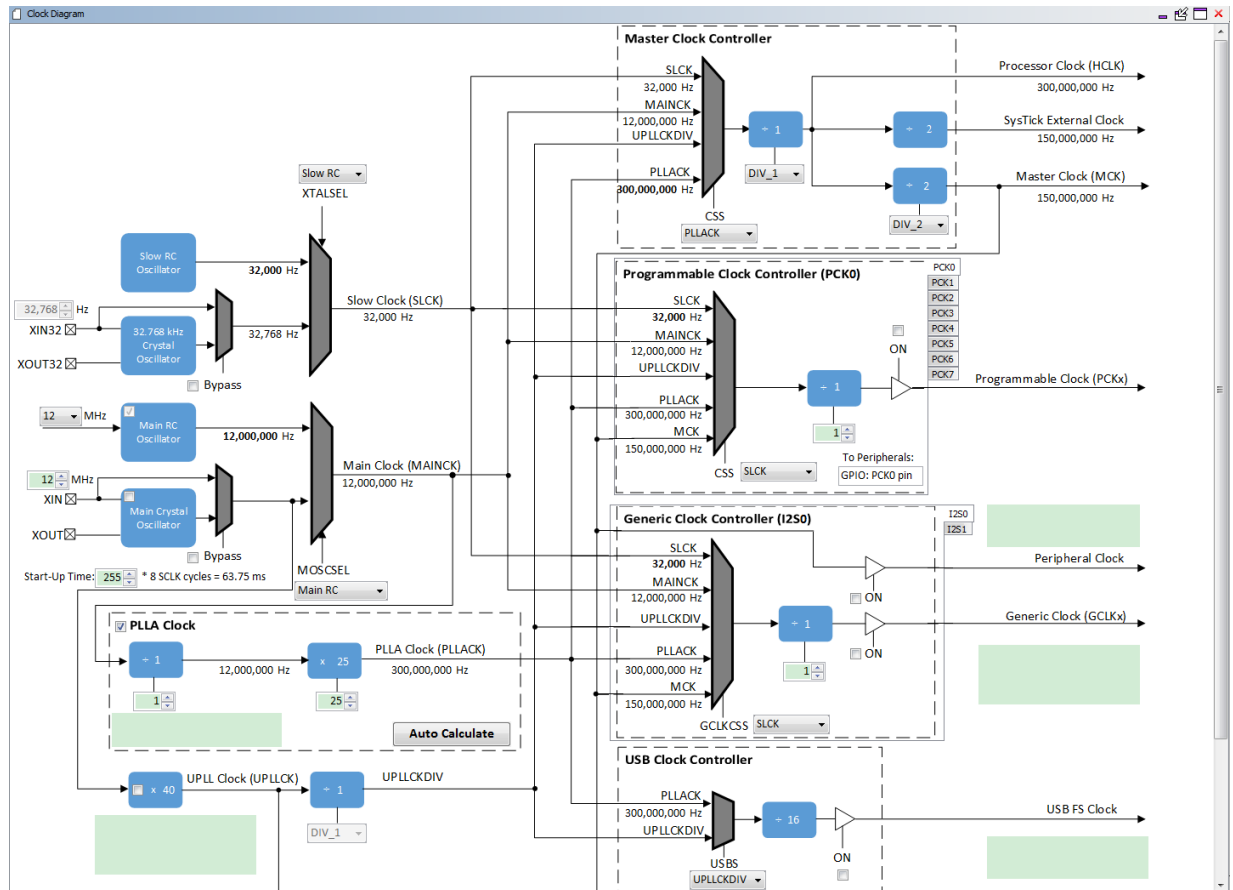 Clock Diagram
Master Clock Controller
SLCK
32,000 Hz
MAINCK
12,000,000 Hz
UPLLCKDIV
PLLACK
300,000,000 Hz
÷ 1
DIV_1
CSS
PLLACK
÷ 2
÷ 2
DIV_2
Processor Clock (HCLK)
300,000,000 Hz
SysTick External Clock
150,000,000 Hz
Master Clock (MCK)
150,000,000 Hz
Slow RC
XTALSEL
Slow RC
Oscillator
32,000 Hz
32,768 Hz
XIN32
XOUT32
32.768 kHz
Crystal
Oscillator
32,768 Hz
Bypass
Slow Clock (SLCK)
32,000 Hz
12 MHz
Main RC
Oscillator
12,000,000 Hz
12 MHz
XIN
XOUT
Main Crystal
Oscillator
Bypass
Main Clock (MAINCK)
12,000,000 Hz
Start-Up Time: 255 * 8 SCLK cycles = 63.75 ms
MOSCSEL
Main RC
Programmable Clock Controller (PCK0)
SLCK
32,000 Hz
MAINCK
12,000,000 Hz
UPLLCKDIV
PLLACK
300,000,000 Hz
MCK
150,000,000 Hz
CSS
SLCK
÷ 1
1
ON
To Peripherals:
GPIO: PCK0 pin
PCK0
PCK1
PCK2
PCK3
PCK4
PCK5
PCK6
PCK7
Programmable Clock (PCKx)
Generic Clock Controller (I2S0)
SLCK
32,000 Hz
MAINCK
12,000,000 Hz
UPLLCKDIV
PLLACK
300,000,000 Hz
MCK
150,000,000 Hz
GCLKCSS
SLCK
÷ 1
1
ON
ON
I2S0
I2S1
Peripheral Clock
Generic Clock (GCLKx)
PLLA Clock
÷ 1
1
12,000,000 Hz
x 25
25
PLLA Clock (PLLACK)
300,000,000 Hz
Auto Calculate
x 40
UPLL Clock (UPLLCK)
÷ 1
DIV_1
UPLLCKDIV
USB Clock Controller
PLLACK
300,000,000 Hz
UPLLCKDIV
USBS
UPLLCKDIV
÷ 16
ON
USB FS Clock